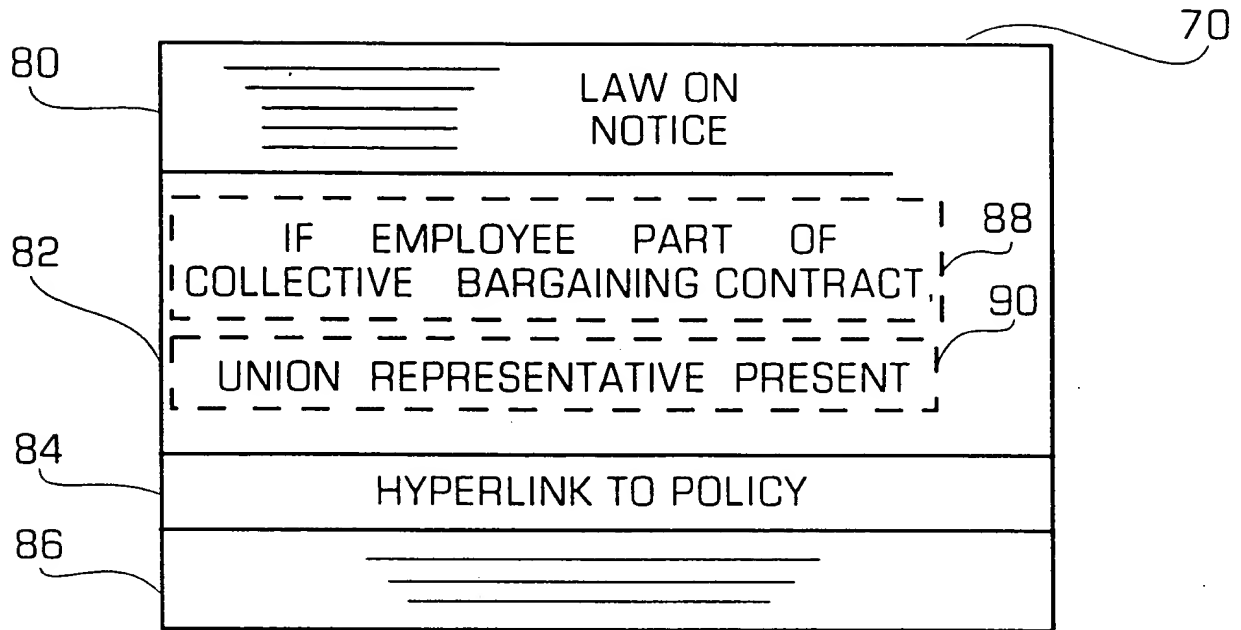 70
80
LAW ON
NOTICE
88
IF EMPLOYEE PART OF
COLLECTIVE BARGAINING CONTRACT,
82
90
UNION REPRESENTATIVE PRESENT
84
HYPERLINK TO POLICY
86